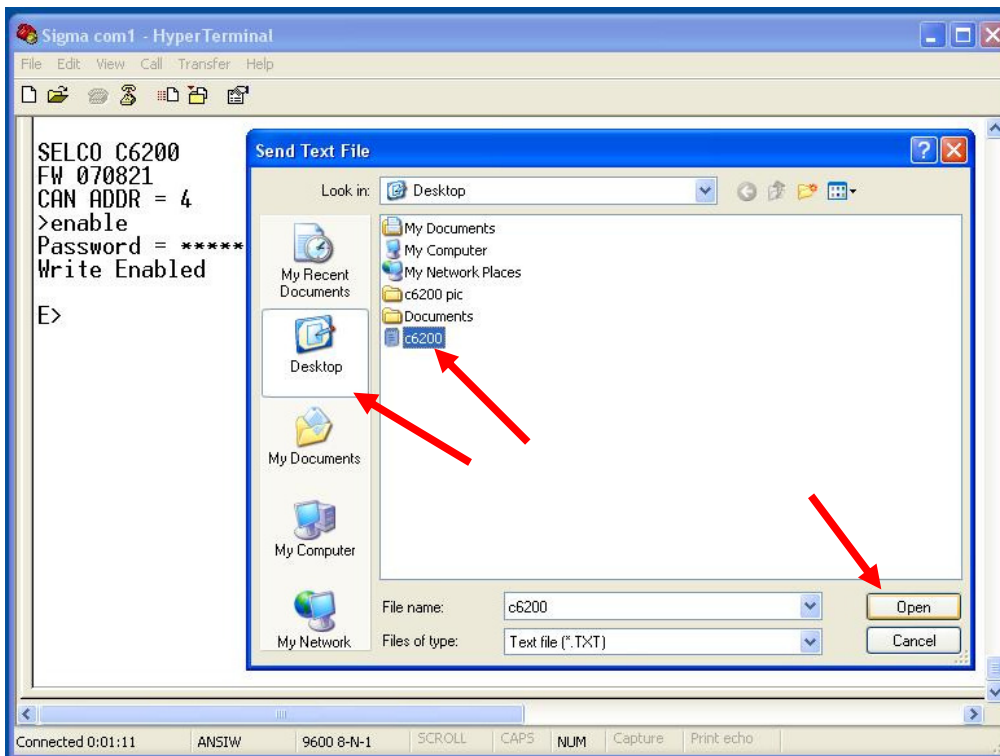 Sigma com1 - HyperTerminal
File Edit View Call Transfer Help
SELCO C6200
FW 070821
CAN ADDR = 4
>enable
Password = *****
Write Enabled
E>
Send Text File
Look in:
Desktop
My Recent
Documents
Desktop
My Documents
My Computer
My Network
My Documents
My Computer
My Network Places
c6200 pic
Documents
c6200
File name:
c6200
Open
Files of type:
Text file (*.TXT)
Cancel
Connected 0:01:11
ANSIW
9600 8-N-1
SCROLL
CAPS
NUM
Capture
Print echo